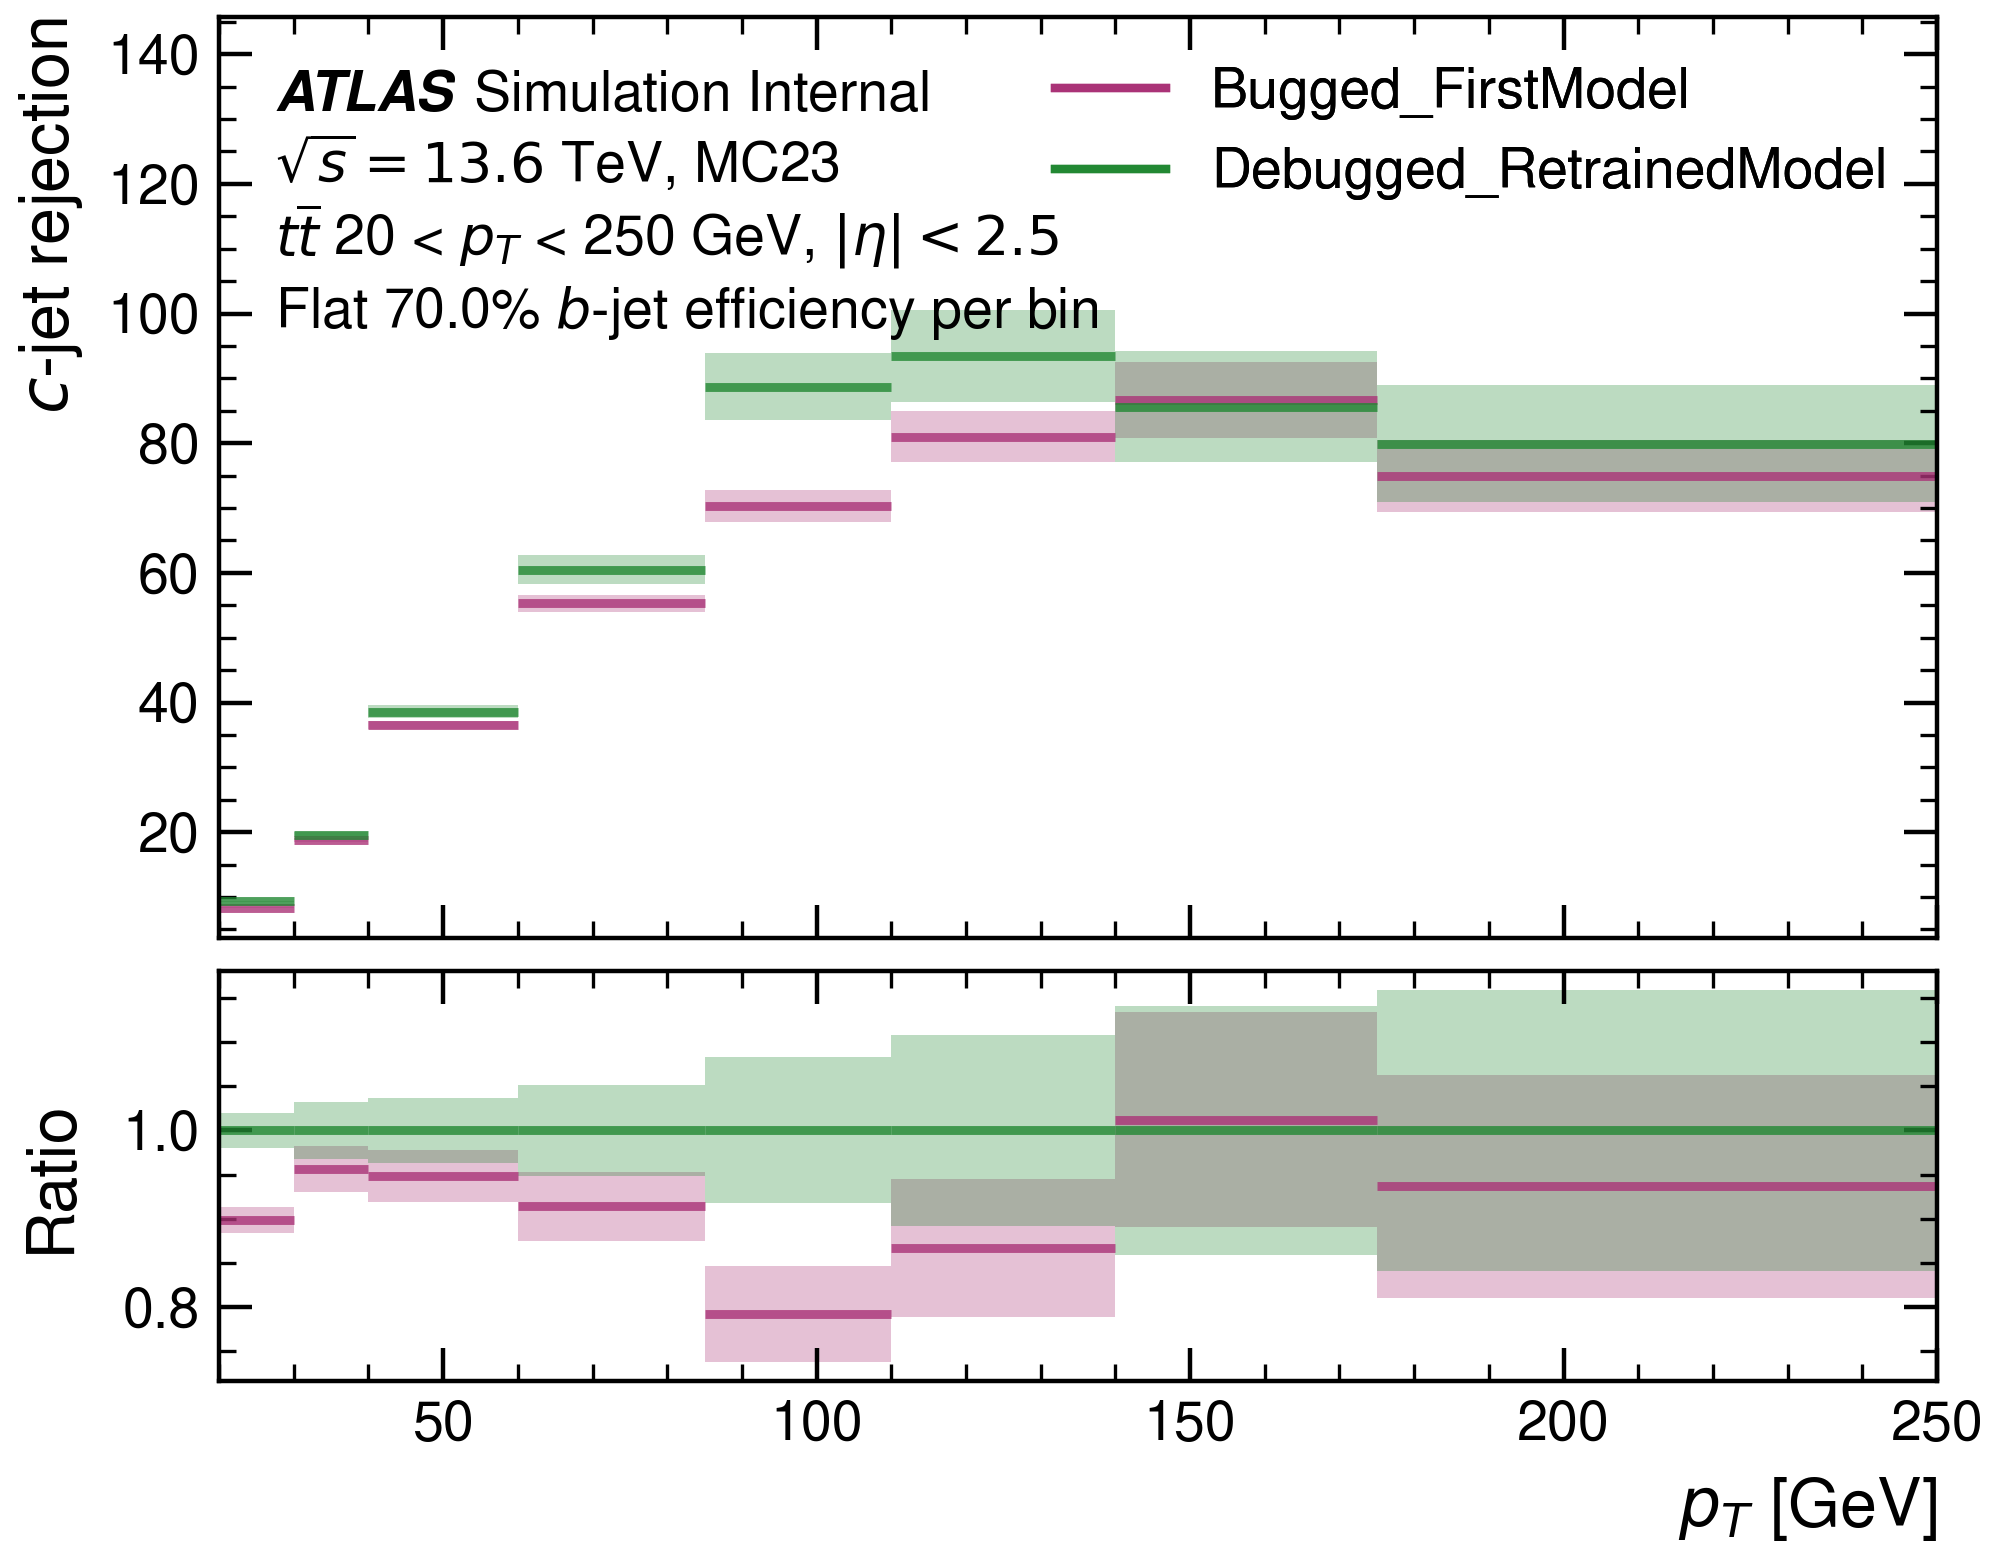 c-jet rejection
140
120
100
80
60
40
20
ATLAS Simulation Internal
√s = 13.6 TeV, MC23
tt̄ 20 < p_T < 250 GeV, |η| < 2.5
Flat 70.0% b-jet efficiency per bin
Bugged_FirstModel
Debugged_RetrainedModel
Ratio
1.0
0.8
50 100 150 200 250
p_T [GeV]